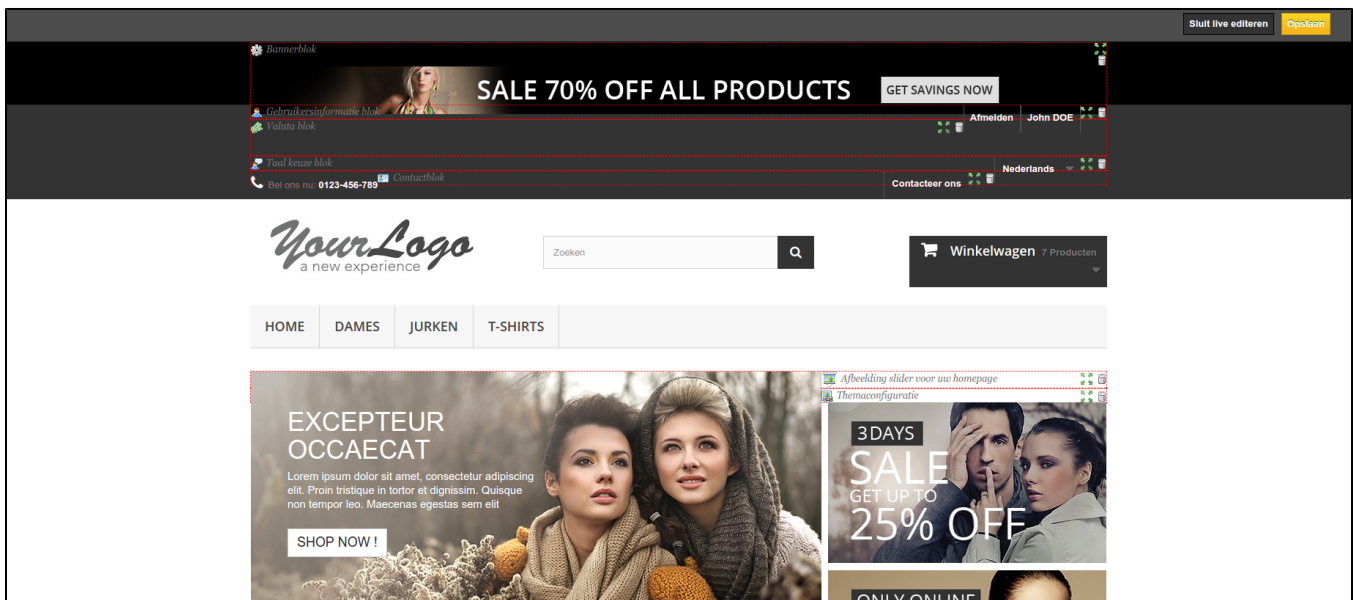 Sluit live editeren
Opslaan
Bannerblok
SALE 70% OFF ALL PRODUCTS
GET SAVINGS NOW
Gebruikersinformatie blok
Afmelden
John DOE
Valuta blok
Taal keuze blok
Nederlands
Bel ons nu: 0123-456-789
Contactblok
Contacteer ons
YourLogo
a new experience
Zoeken
Winkelwagen 7 Producten
HOME
DAMES
JURKEN
T-SHIRTS
Afbeelding slider voor uw homepage
Themaconfiguratie
EXCEPTEUR
OCCAECAT
Lorem ipsum dolor sit amet, consectetur adipiscing
elit. Proin tristique in tortor et dignissim. Quisque
non tempor leo. Maecenas egestas sem elit
SHOP NOW !
3 DAYS
SALE
GET UP TO
25% OFF
ONLY ONLINE